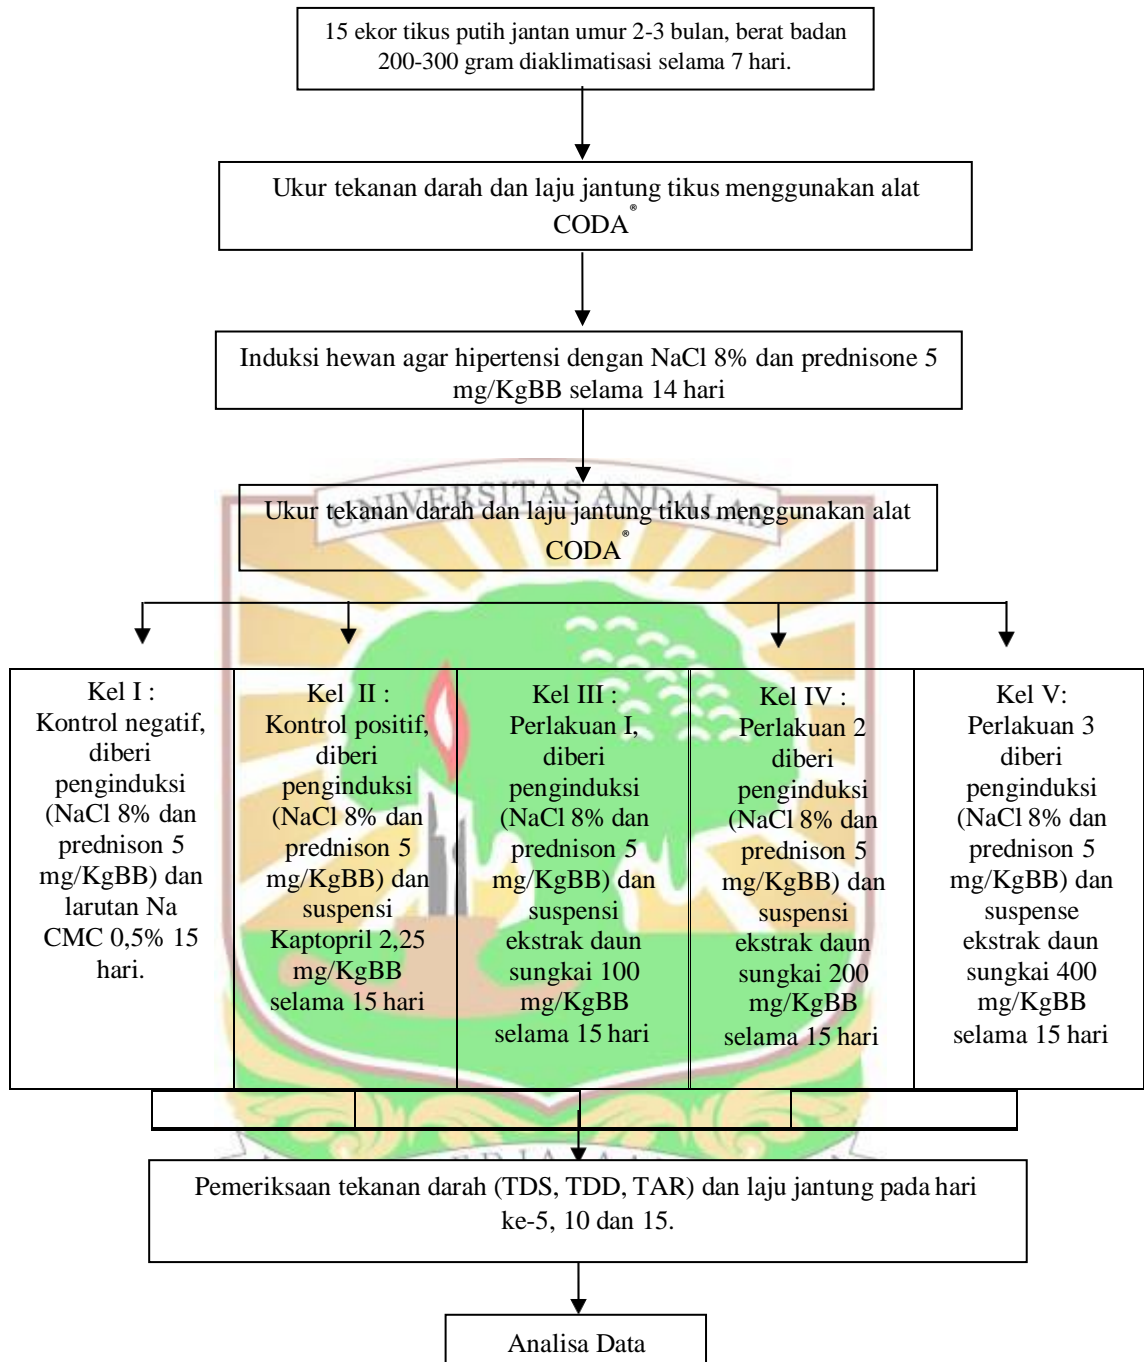 15 ekor tikus putih jantan umur 2-3 bulan, berat badan
200-300 gram diaklimatisasi selama 7 hari.
Ukur tekanan darah dan laju jantung tikus menggunakan alat
CODA®
Induksi hewan agar hipertensi dengan NaCl 8% dan prednisone 5
mg/KgBB selama 14 hari
UNIVERSITAS ANDALAS
Ukur tekanan darah dan laju jantung tikus menggunakan alat
CODA®
Kel I :
Kontrol negatif,
diberi
penginduksi
(NaCl 8% dan
prednison 5
mg/KgBB) dan
larutan Na
CMC 0,5% 15
hari.
Kel II :
Kontrol positif,
diberi
penginduksi
(NaCl 8% dan
prednison 5
mg/KgBB) dan
suspensi
Kaptopril 2,25
mg/KgBB
selama 15 hari
Kel III :
Perlakuan I,
diberi
penginduksi
(NaCl 8% dan
prednison 5
mg/KgBB) dan
suspensi
ekstrak daun
sungkai 100
mg/KgBB
selama 15 hari
Kel IV :
Perlakuan 2
diberi
penginduksi
(NaCl 8% dan
prednison 5
mg/KgBB) dan
suspensi
ekstrak daun
sungkai 200
mg/KgBB
selama 15 hari
Kel V:
Perlakuan 3
diberi
penginduksi
(NaCl 8% dan
prednison 5
mg/KgBB) dan
suspense
ekstrak daun
sungkai 400
mg/KgBB
selama 15 hari
Pemeriksaan tekanan darah (TDS, TDD, TAR) dan laju jantung pada hari
ke-5, 10 dan 15.
Analisa Data